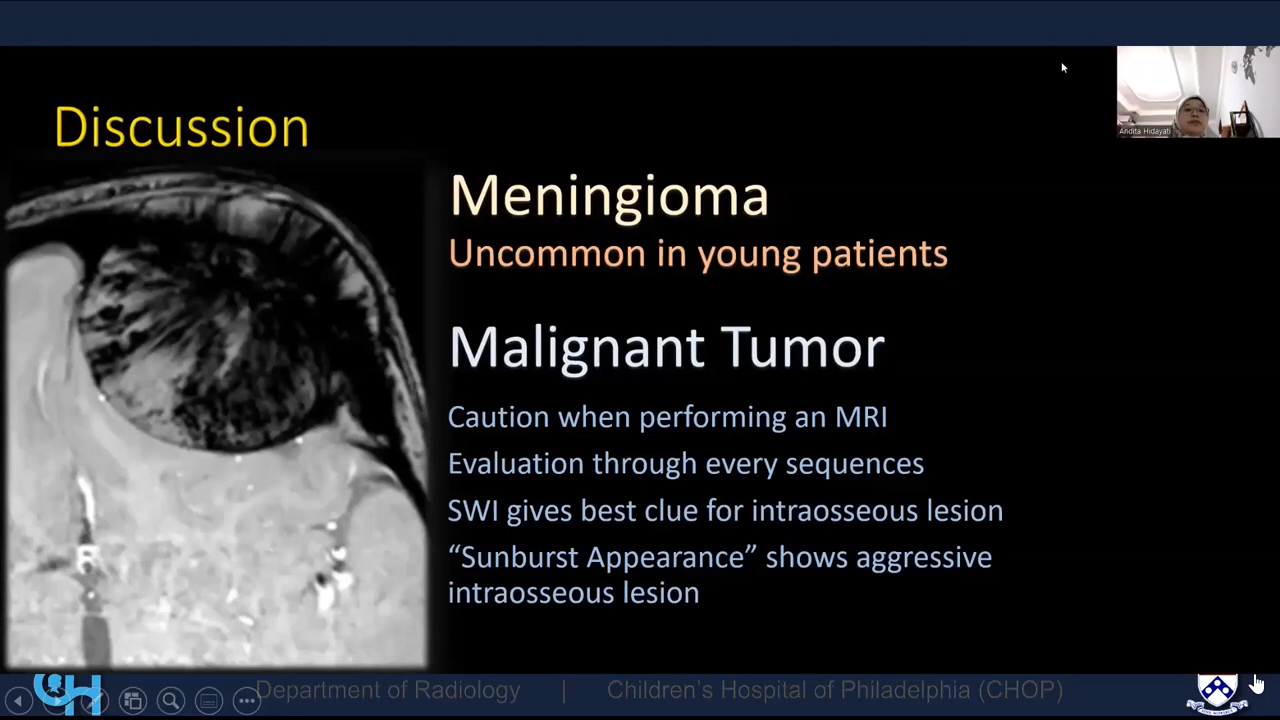 Andita Hidayati
Discussion
Meningioma
Uncommon in young patients
Malignant Tumor
Caution when performing an MRI
Evaluation through every sequences
SWI gives best clue for intraosseous lesion
“Sunburst Appearance” shows aggressive
intraosseous lesion
Department of Radiology | Children’s Hospital of Philadelphia (CHOP)